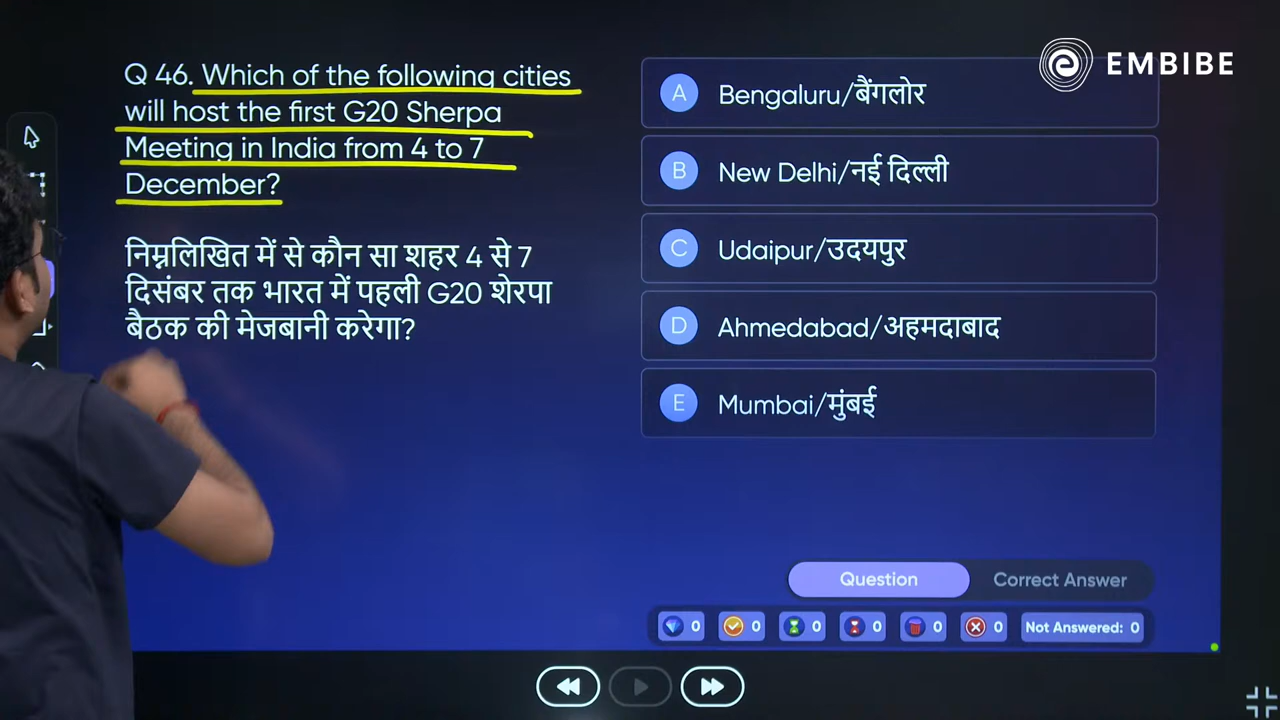 EMBIBE
Q 46. Which of the following cities
will host the first G20 Sherpa
Meeting in India from 4 to 7
December?
निम्नलिखित में से कौन सा शहर 4 से 7
दिसंबर तक भारत में पहली G20 शेरपा
बैठक की मेजबानी करेगा?
A Bengaluru/बैंगलोर
B New Delhi/नई दिल्ली
C Udaipur/उदयपुर
D Ahmedabad/अहमदाबाद
E Mumbai/मुंबई
Question Correct Answer
0 0 0 0 0 0 Not Answered: 0